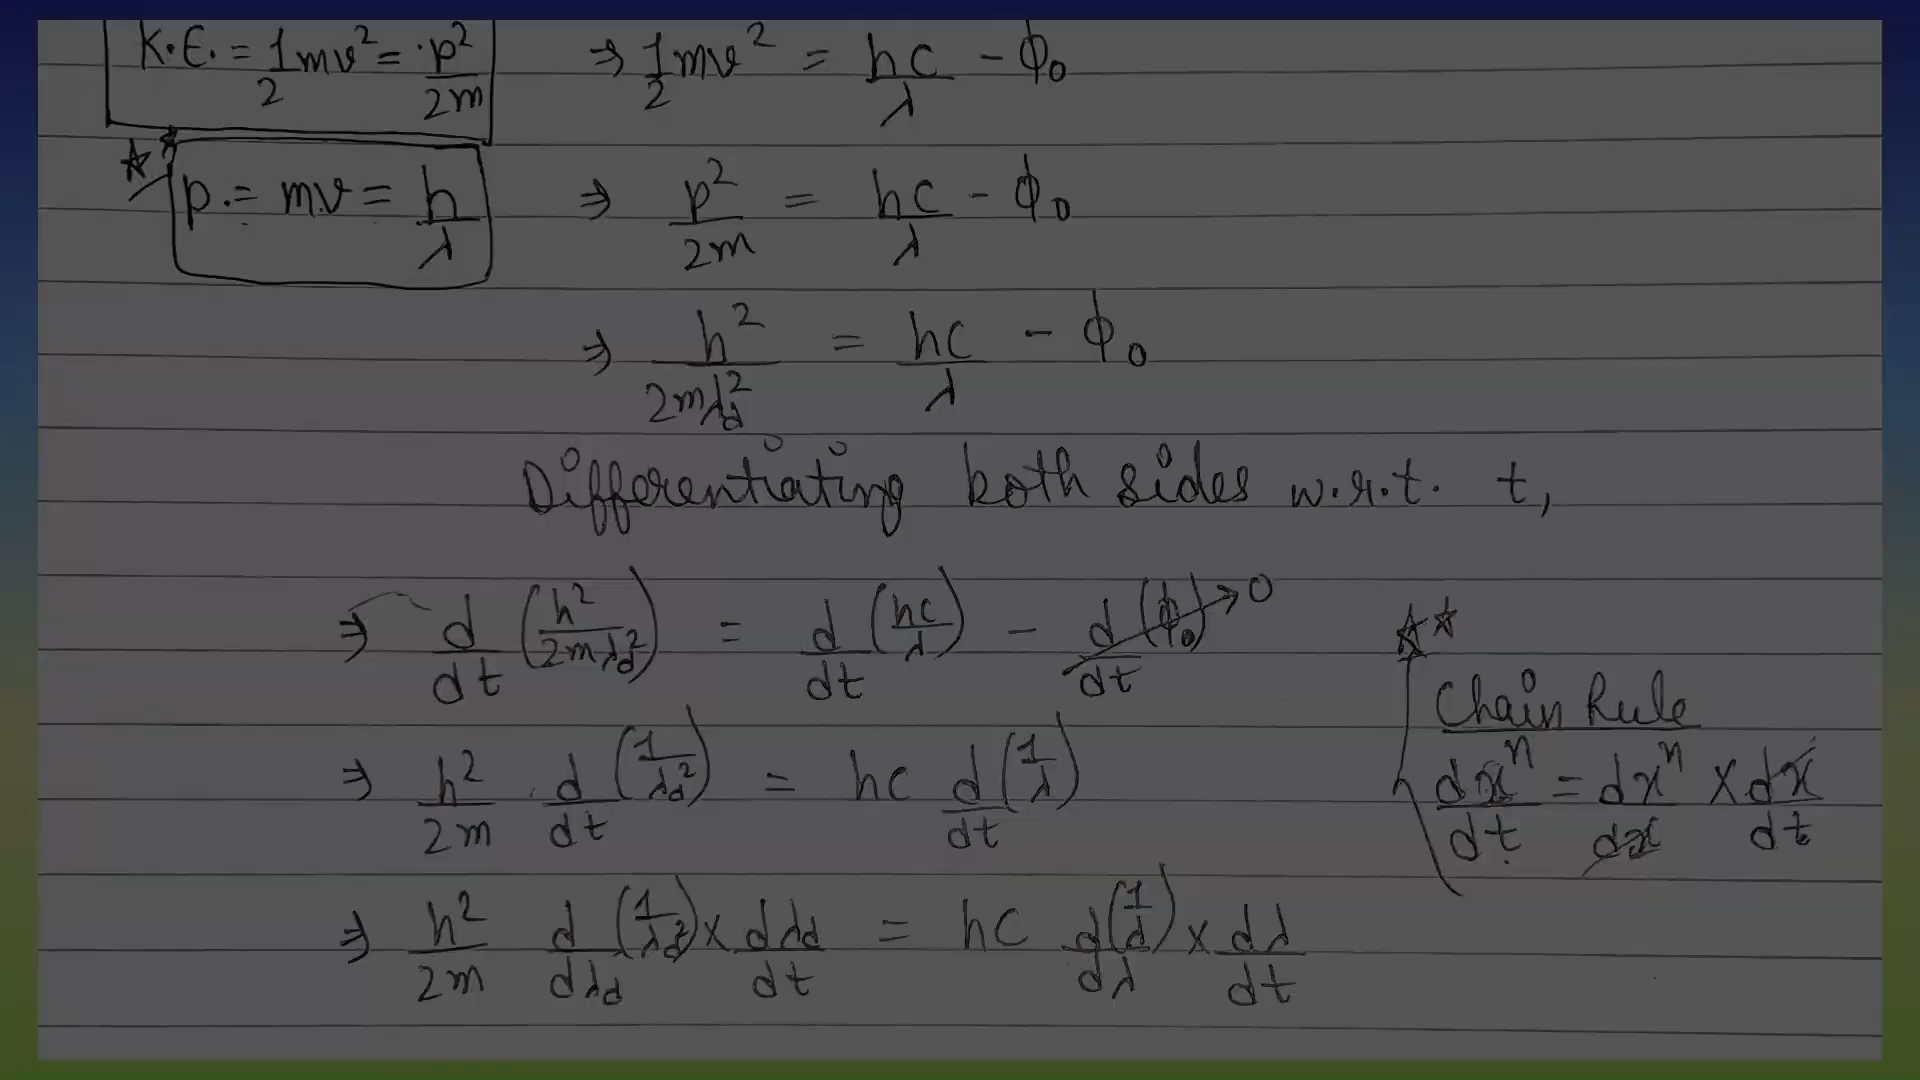 K.E. = 1/2 mv² = p²/2m ⇒ 1/2 mv² = hc/λ - ϕ₀
p. = mv = h/λ ⇒ p²/2m = hc/λ - ϕ₀
⇒ h²/2mλd² = hc/λ - ϕ₀
Differentiating both sides w.r.t. t,
⇒ d/dt (h²/2mλd²) = d/dt (hc/λ) - d/dt (ϕ₀) → 0
Chain Rule
⇒ h²/2m . d/dt (1/λd²) = hc d/dt (1/λ)
dxⁿ/dt = dxⁿ/dx × dx/dt
⇒ h²/2m d/dλd (1/λd²) × dλd/dt = hc d/dλ (1/λ) × dλ/dt